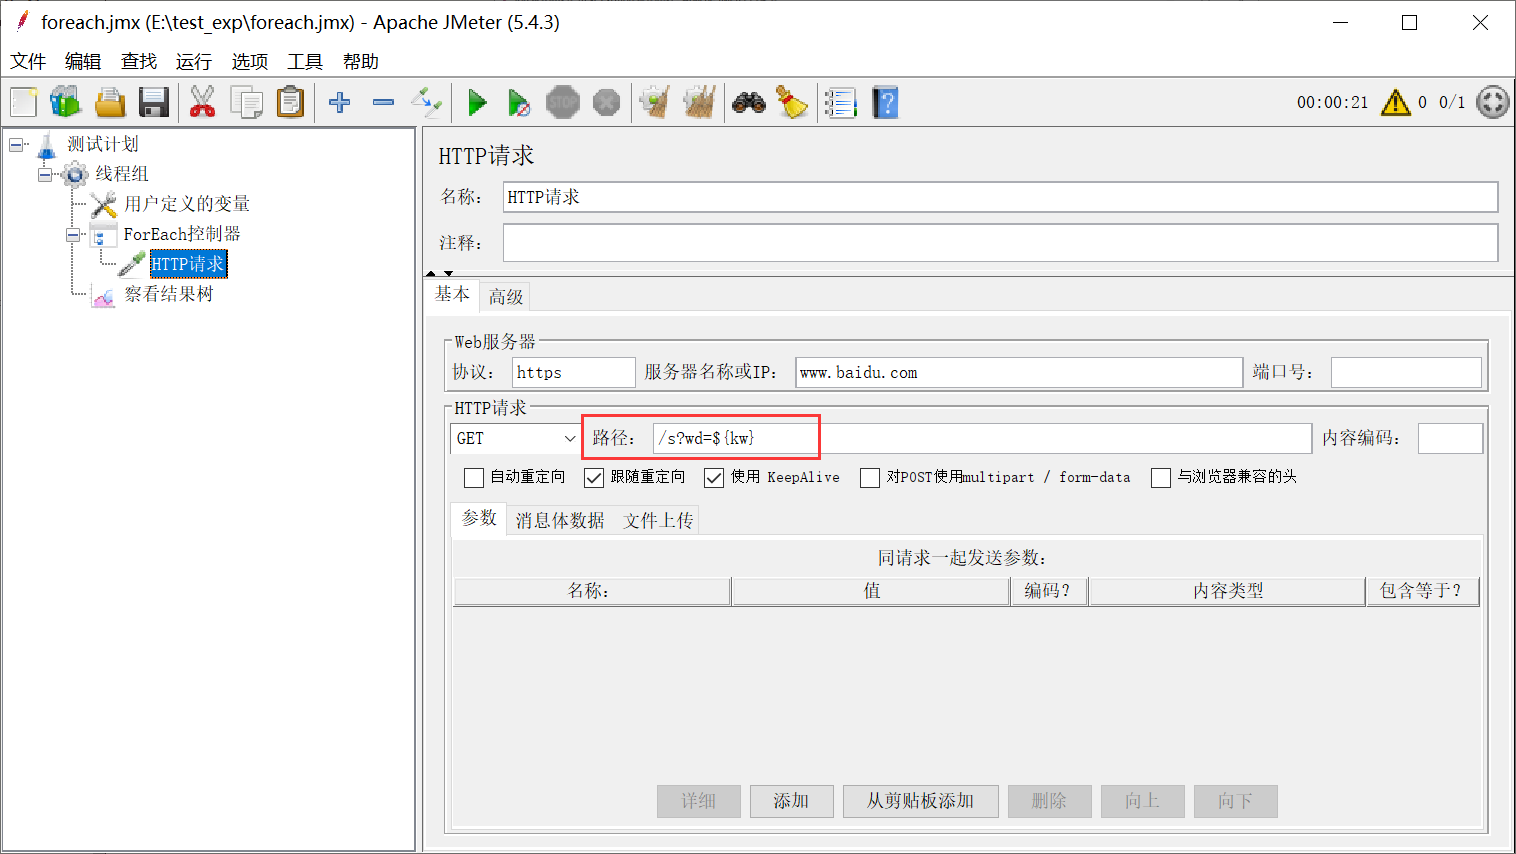 foreach.jmx (E:\test_exp\foreach.jmx) - Apache JMeter (5.4.3)
文件 编辑 查找 运行 选项 工具 帮助
STOP
00:00:21 0 0/1
?
测试计划
线程组
用户定义的变量
ForEach控制器
HTTP请求
察看结果树
HTTP请求
名称： HTTP请求
注释：
基本 高级
Web服务器
协议： https 服务器名称或IP： www.baidu.com 端口号：
HTTP请求
GET 路径： /s?wd=${kw} 内容编码：
自动重定向 跟随重定向 使用 KeepAlive 对POST使用multipart / form-data 与浏览器兼容的头
参数 消息体数据 文件上传
同请求一起发送参数：
名称： 值 编码？ 内容类型 包含等于？
详细 添加 从剪贴板添加 删除 向上 向下